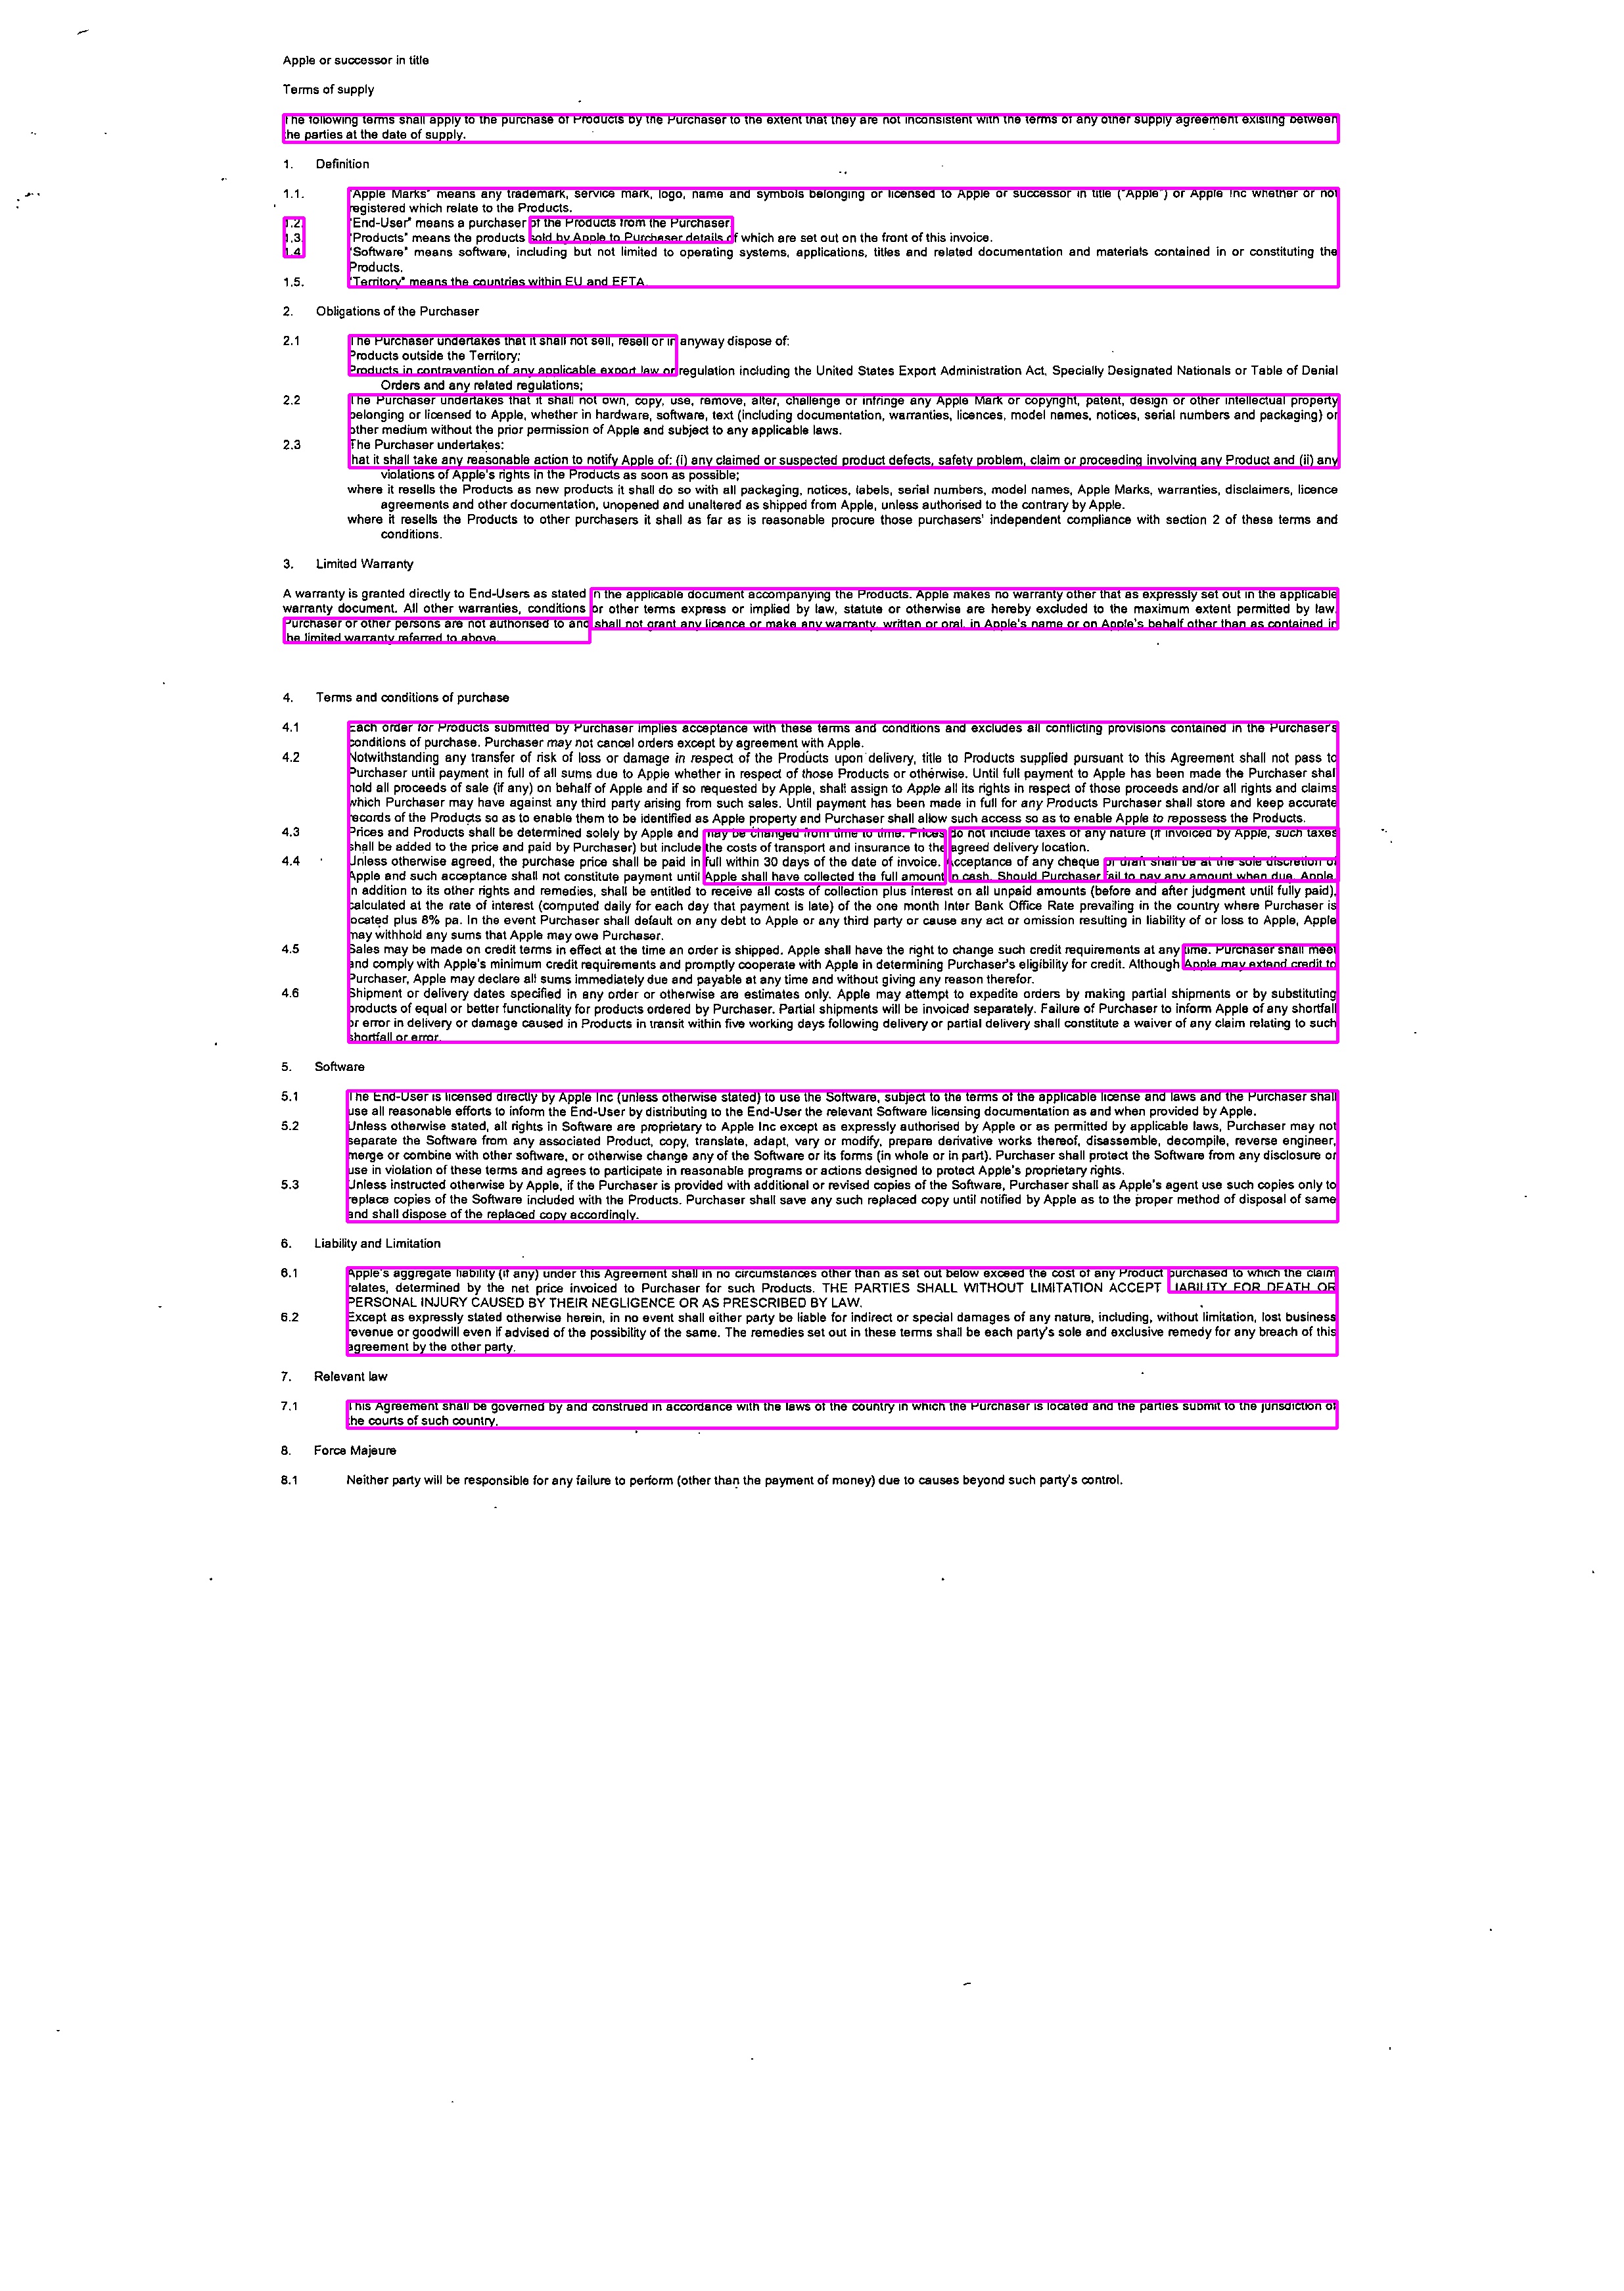 Apple or successor in title
Terms of supply
The following terms shall apply to the purchase of Products by the Purchaser to the extent that they are not inconsistent with the terms of any other supply agreement existing between
the parties at the date of supply.
1. Definition
1.1. "Apple Marks" means any trademark, service mark, logo, name and symbols belonging or licensed to Apple or successor in title ("Apple") or Apple Inc whether or not
registered which relate to the Products.
1.2. "End-User" means a purchaser of the Products from the Purchaser.
1.3. "Products" means the products sold by Apple to Purchaser details of which are set out on the front of this invoice.
1.4. "Software" means software, including but not limited to operating systems, applications, titles and related documentation and materials contained in or constituting the
Products.
1.5. "Territory" means the countries within EU and EFTA.
2. Obligations of the Purchaser
2.1 The Purchaser undertakes that it shall not sell, resell or in anyway dispose of:
Products outside the Territory;
Products in contravention of any applicable export law or regulation including the United States Export Administration Act, Specially Designated Nationals or Table of Denial
Orders and any related regulations;
2.2 The Purchaser undertakes that it shall not own, copy, use, remove, alter, challenge or infringe any Apple Mark or copyright, patent, design or other intellectual property
belonging or licensed to Apple, whether in hardware, software, text (including documentation, warranties, licences, model names, notices, serial numbers and packaging) or
other medium without the prior permission of Apple and subject to any applicable laws.
2.3 The Purchaser undertakes:
that it shall take any reasonable action to notify Apple of: (i) any claimed or suspected product defects, safety problem, claim or proceeding involving any Product and (ii) any
violations of Apple's rights in the Products as soon as possible;
where it resells the Products as new products it shall do so with all packaging, notices, labels, serial numbers, model names, Apple Marks, warranties, disclaimers, licence
agreements and other documentation, unopened and unaltered as shipped from Apple, unless authorised to the contrary by Apple.
where it resells the Products to other purchasers it shall as far as is reasonable procure those purchasers' independent compliance with section 2 of these terms and
conditions.
3. Limited Warranty
A warranty is granted directly to End-Users as stated in the applicable document accompanying the Products. Apple makes no warranty other that as expressly set out in the applicable
warranty document. All other warranties, conditions or other terms express or implied by law, statute or otherwise are hereby excluded to the maximum extent permitted by law.
Purchaser or other persons are not authorised to and shall not grant any licence or make any warranty, written or oral, in Apple's name or on Apple's behalf other than as contained in
the limited warranty referred to above.
4. Terms and conditions of purchase
4.1 Each order for Products submitted by Purchaser implies acceptance with these terms and conditions and excludes all conflicting provisions contained in the Purchaser's
conditions of purchase. Purchaser may not cancel orders except by agreement with Apple.
4.2 Notwithstanding any transfer of risk of loss or damage in respect of the Products upon delivery, title to Products supplied pursuant to this Agreement shall not pass to
Purchaser until payment in full of all sums due to Apple whether in respect of those Products or otherwise. Until full payment to Apple has been made the Purchaser shall
hold all proceeds of sale (if any) on behalf of Apple and if so requested by Apple, shall assign to Apple all its rights in respect of those proceeds and/or all rights and claims
which Purchaser may have against any third party arising from such sales. Until payment has been made in full for any Products Purchaser shall store and keep accurate
records of the Products so as to enable them to be identified as Apple property and Purchaser shall allow such access so as to enable Apple to repossess the Products.
4.3 Prices and Products shall be determined solely by Apple and may be changed from time to time. Prices do not include taxes of any nature (if invoiced by Apple, such taxes
shall be added to the price and paid by Purchaser) but include the costs of transport and insurance to the agreed delivery location.
4.4 Unless otherwise agreed, the purchase price shall be paid in full within 30 days of the date of invoice. Acceptance of any cheque or draft shall be at the sole discretion of
Apple and such acceptance shall not constitute payment until Apple shall have collected the full amount in cash. Should Purchaser fail to pay any amount when due, Apple,
in addition to its other rights and remedies, shall be entitled to receive all costs of collection plus interest on all unpaid amounts (before and after judgment until fully paid),
calculated at the rate of interest (computed daily for each day that payment is late) of the one month Inter Bank Office Rate prevailing in the country where Purchaser is
located plus 8% pa. In the event Purchaser shall default on any debt to Apple or any third party or cause any act or omission resulting in liability of or loss to Apple, Apple
may withhold any sums that Apple may owe Purchaser.
4.5 Sales may be made on credit terms in effect at the time an order is shipped. Apple shall have the right to change such credit requirements at any time. Purchaser shall meet
and comply with Apple's minimum credit requirements and promptly cooperate with Apple in determining Purchaser's eligibility for credit. Although Apple may extend credit to
Purchaser, Apple may declare all sums immediately due and payable at any time and without giving any reason therefor.
4.6 Shipment or delivery dates specified in any order or otherwise are estimates only. Apple may attempt to expedite orders by making partial shipments or by substituting
products of equal or better functionality for products ordered by Purchaser. Partial shipments will be invoiced separately. Failure of Purchaser to inform Apple of any shortfall
or error in delivery or damage caused in Products in transit within five working days following delivery or partial delivery shall constitute a waiver of any claim relating to such
shortfall or error.
5. Software
5.1 The End-User is licensed directly by Apple Inc (unless otherwise stated) to use the Software, subject to the terms of the applicable license and laws and the Purchaser shall
use all reasonable efforts to inform the End-User by distributing to the End-User the relevant Software licensing documentation as and when provided by Apple.
5.2 Unless otherwise stated, all rights in Software are proprietary to Apple Inc except as expressly authorised by Apple or as permitted by applicable laws, Purchaser may not
separate the Software from any associated Product, copy, translate, adapt, vary or modify, prepare derivative works thereof, disassemble, decompile, reverse engineer,
merge or combine with other software, or otherwise change any of the Software or its forms (in whole or in part). Purchaser shall protect the Software from any disclosure or
use in violation of these terms and agrees to participate in reasonable programs or actions designed to protect Apple's proprietary rights.
5.3 Unless instructed otherwise by Apple, if the Purchaser is provided with additional or revised copies of the Software, Purchaser shall as Apple's agent use such copies only to
replace copies of the Software included with the Products. Purchaser shall save any such replaced copy until notified by Apple as to the proper method of disposal of same
and shall dispose of the replaced copy accordingly.
6. Liability and Limitation
6.1 Apple's aggregate liability (if any) under this Agreement shall in no circumstances other than as set out below exceed the cost of any Product purchased to which the claim
relates, determined by the net price invoiced to Purchaser for such Products. THE PARTIES SHALL WITHOUT LIMITATION ACCEPT LIABILITY FOR DEATH OR
PERSONAL INJURY CAUSED BY THEIR NEGLIGENCE OR AS PRESCRIBED BY LAW.
6.2 Except as expressly stated otherwise herein, in no event shall either party be liable for indirect or special damages of any nature, including, without limitation, lost business
revenue or goodwill even if advised of the possibility of the same. The remedies set out in these terms shall be each party's sole and exclusive remedy for any breach of this
agreement by the other party.
7. Relevant law
7.1 This Agreement shall be governed by and construed in accordance with the laws of the country in which the Purchaser is located and the parties submit to the jurisdiction of
the courts of such country.
8. Force Majeure
8.1 Neither party will be responsible for any failure to perform (other than the payment of money) due to causes beyond such party's control.